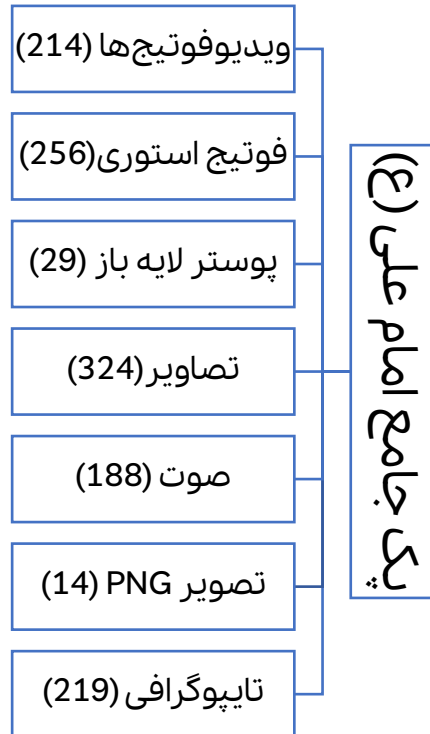 پک جامع امام علی (ع)
ویدیوفوتیج‌ها (214)
فوتیج استوری(256)
پوستر لایه باز (29)
تصاویر(324)
صوت (188)
تصویر PNG (14)
تایپوگرافی (219)